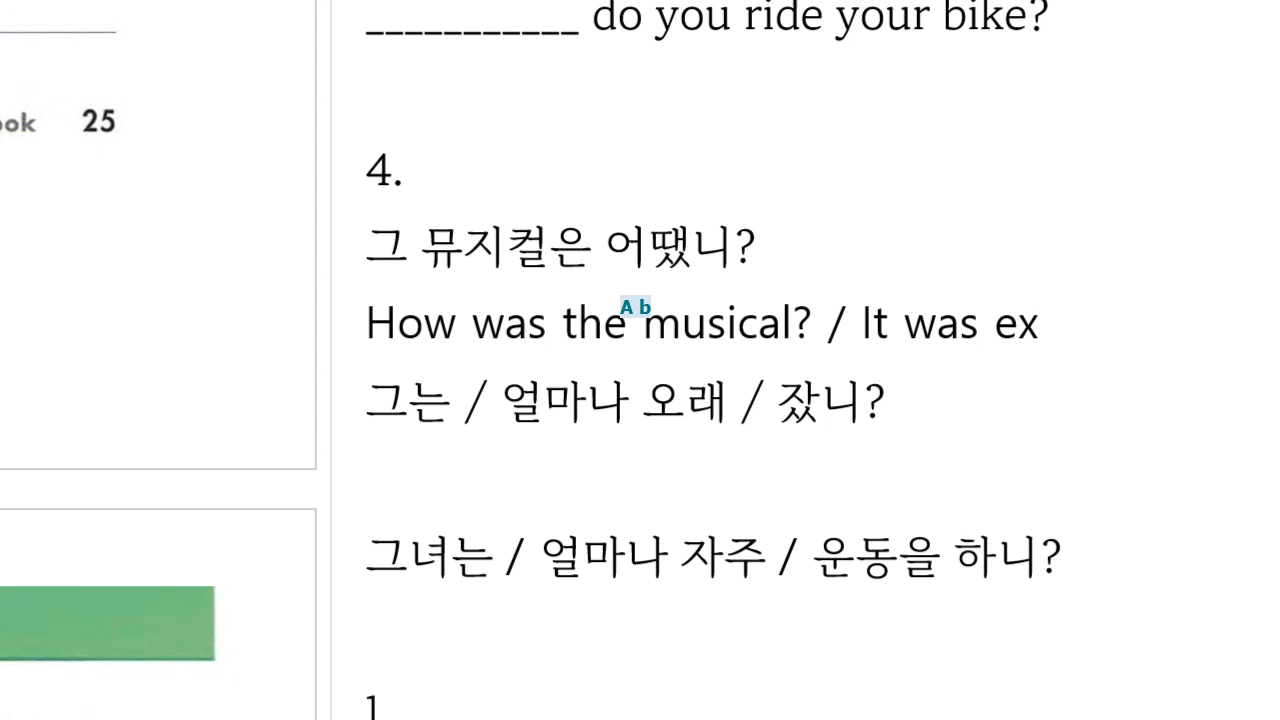 ___________ do you ride your bike?
ook 25
4.
그 뮤지컬은 어땠니?
A b
How was the musical? / It was ex
그는 / 얼마나 오래 / 잤니?
그녀는 / 얼마나 자주 / 운동을 하니?
1